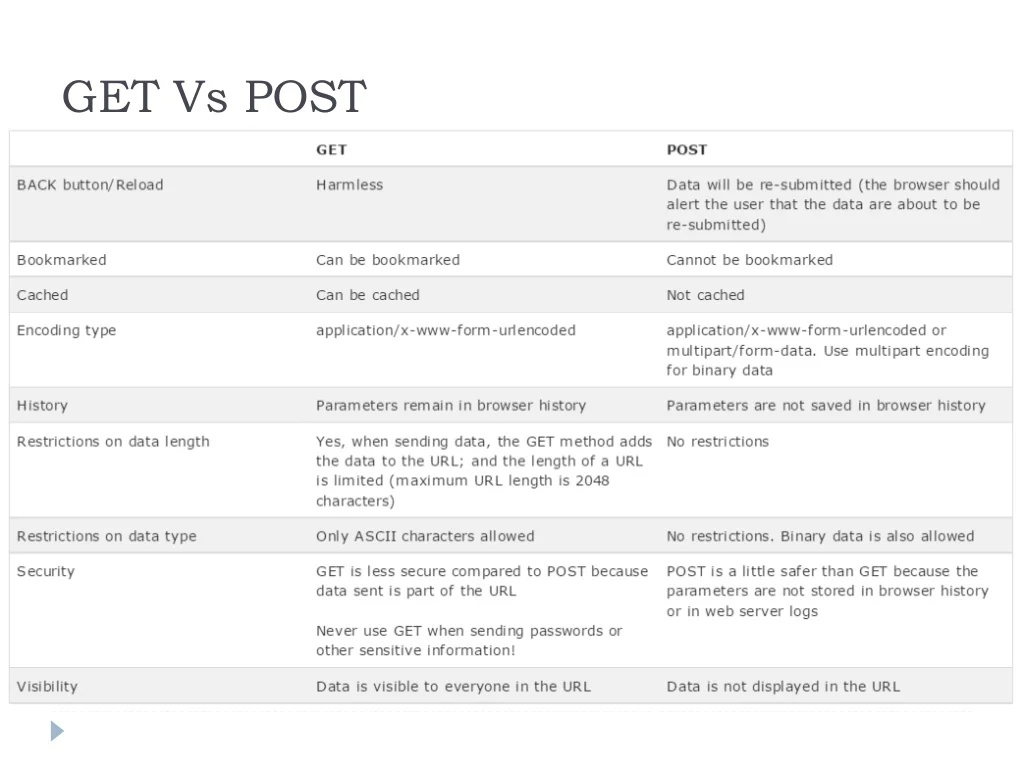 GET Vs POST
GET POST
BACK button/Reload Harmless Data will be re-submitted (the browser should
alert the user that the data are about to be
re-submitted)
Bookmarked Can be bookmarked Cannot be bookmarked
Cached Can be cached Not cached
Encoding type application/x-www-form-urlencoded application/x-www-form-urlencoded or
multipart/form-data. Use multipart encoding
for binary data
History Parameters remain in browser history Parameters are not saved in browser history
Restrictions on data length Yes, when sending data, the GET method adds No restrictions
the data to the URL; and the length of a URL
is limited (maximum URL length is 2048
characters)
Restrictions on data type Only ASCII characters allowed No restrictions. Binary data is also allowed
Security GET is less secure compared to POST because POST is a little safer than GET because the
data sent is part of the URL parameters are not stored in browser history
or in web server logs
Never use GET when sending passwords or
other sensitive information!
Visibility Data is visible to everyone in the URL Data is not displayed in the URL